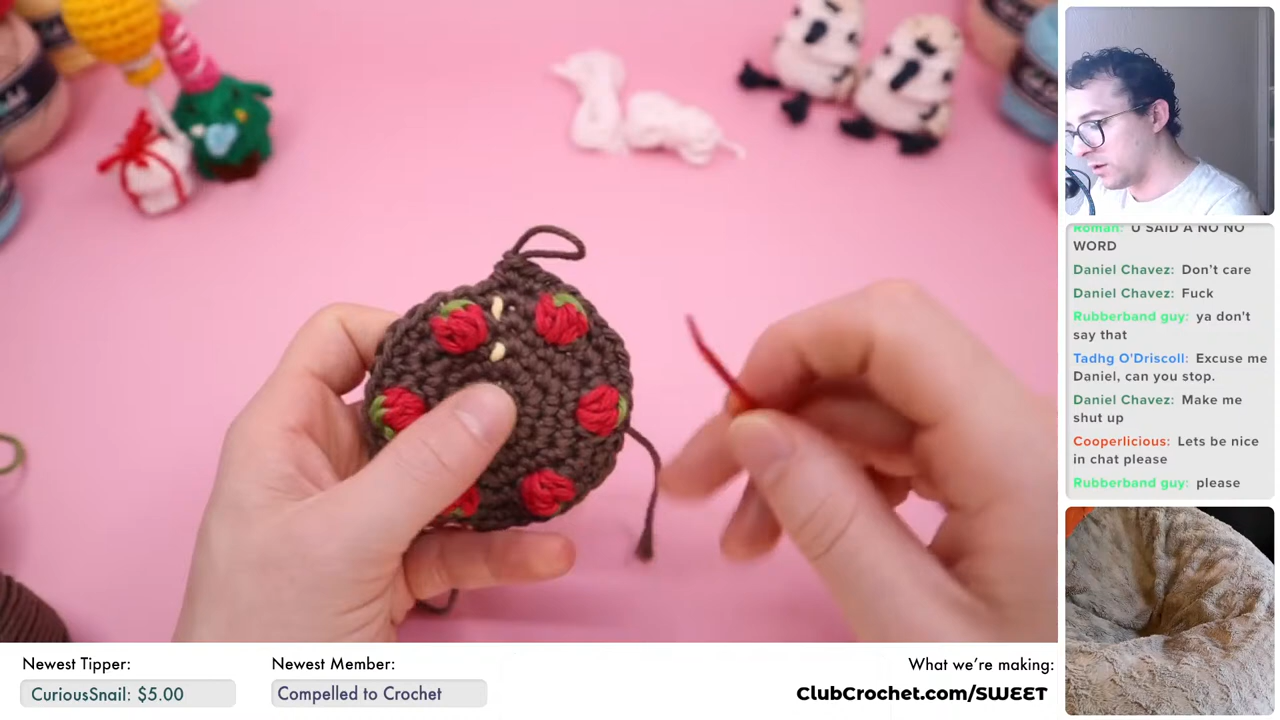 Roman: U SAID A NO NO
WORD
Daniel Chavez: Don't care
Daniel Chavez: Fuck
Rubberband guy: ya don't
say that
Tadhg O'Driscoll: Excuse me
Daniel, can you stop.
Daniel Chavez: Make me
shut up
Cooperlicious: Lets be nice
in chat please
Rubberband guy: please
Newest Tipper:
CuriousSnail: $5.00
Newest Member:
Compelled to Crochet
What we're making:
ClubCrochet.com/SWEET